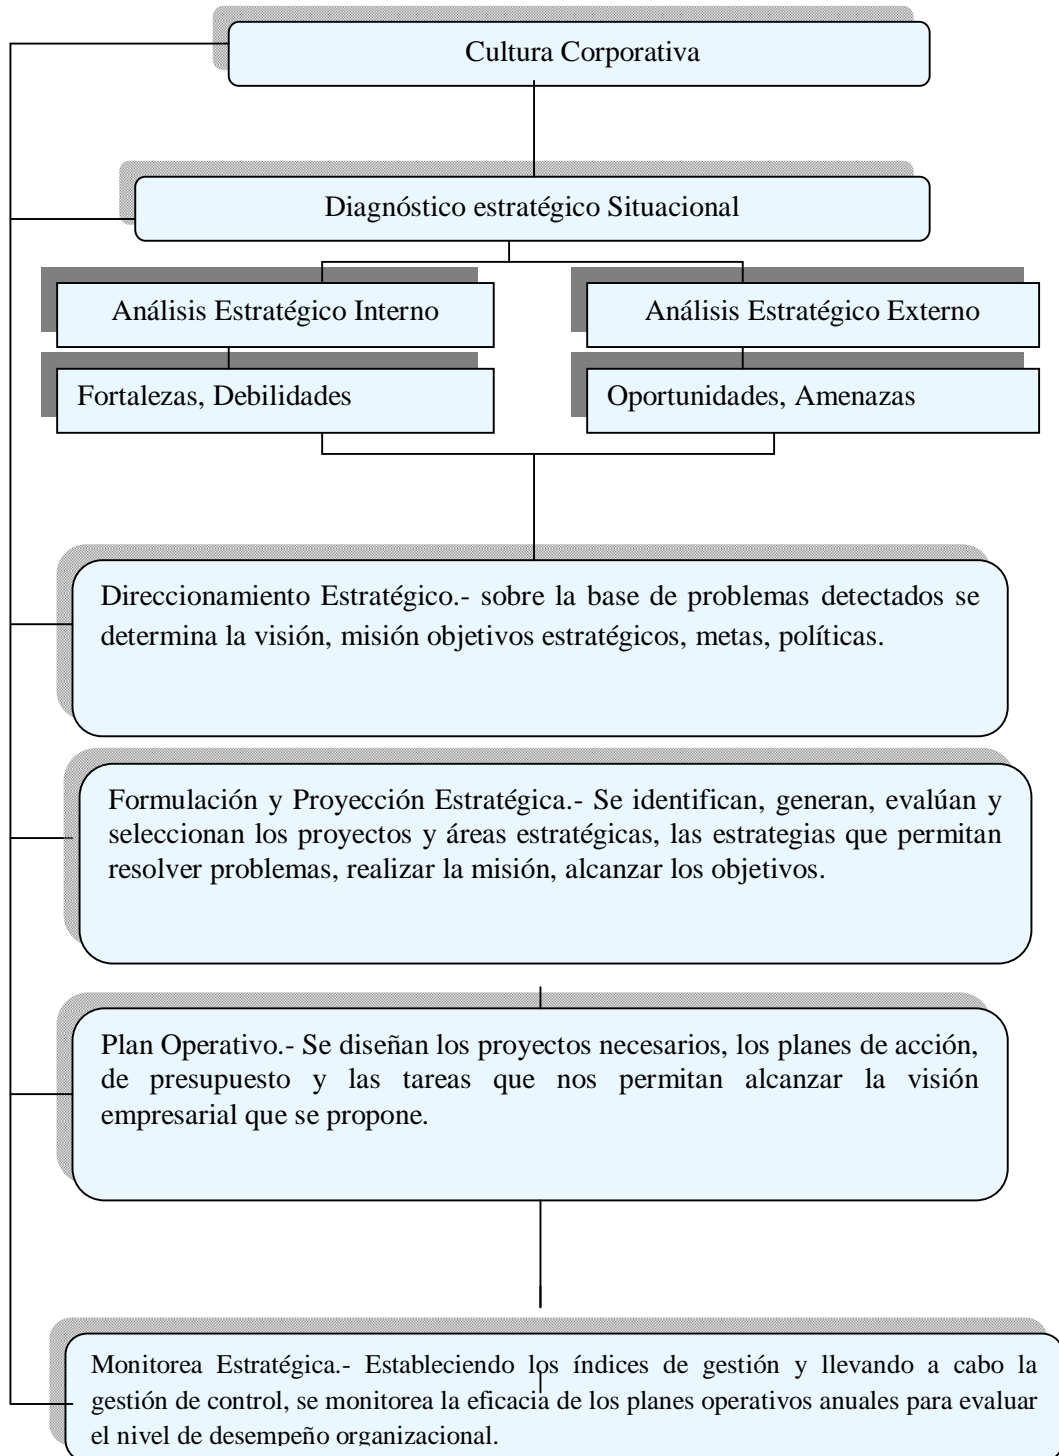 Cultura Corporativa
Diagnóstico estratégico Situacional
Análisis Estratégico Interno
Análisis Estratégico Externo
Fortalezas, Debilidades
Oportunidades, Amenazas
Direccionamiento Estratégico.- sobre la base de problemas detectados se
determina la visión, misión objetivos estratégicos, metas, políticas.
Formulación y Proyección Estratégica.- Se identifican, generan, evalúan y
seleccionan los proyectos y áreas estratégicas, las estrategias que permitan
resolver problemas, realizar la misión, alcanzar los objetivos.
Plan Operativo.- Se diseñan los proyectos necesarios, los planes de acción,
de presupuesto y las tareas que nos permitan alcanzar la visión
empresarial que se propone.
Monitorea Estratégica.- Estableciendo los índices de gestión y llevando a cabo la
gestión de control, se monitorea la eficacia de los planes operativos anuales para evaluar
el nivel de desempeño organizacional.